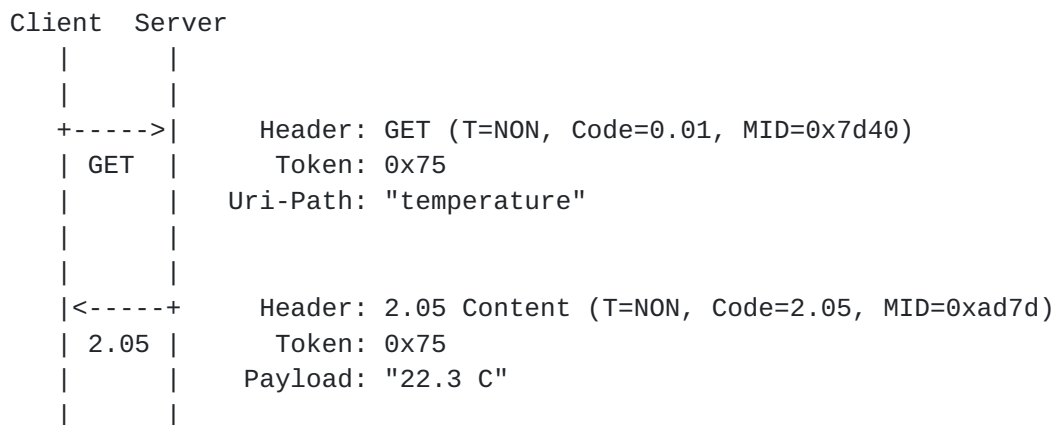 Client  Server
   |      |
   |      |
   +----->|     Header: GET (T=NON, Code=0.01, MID=0x7d40)
   | GET  |      Token: 0x75
   |      |   Uri-Path: "temperature"
   |      |
   |      |
   |<-----+     Header: 2.05 Content (T=NON, Code=2.05, MID=0xad7d)
   | 2.05 |      Token: 0x75
   |      |    Payload: "22.3 C"
   |      |